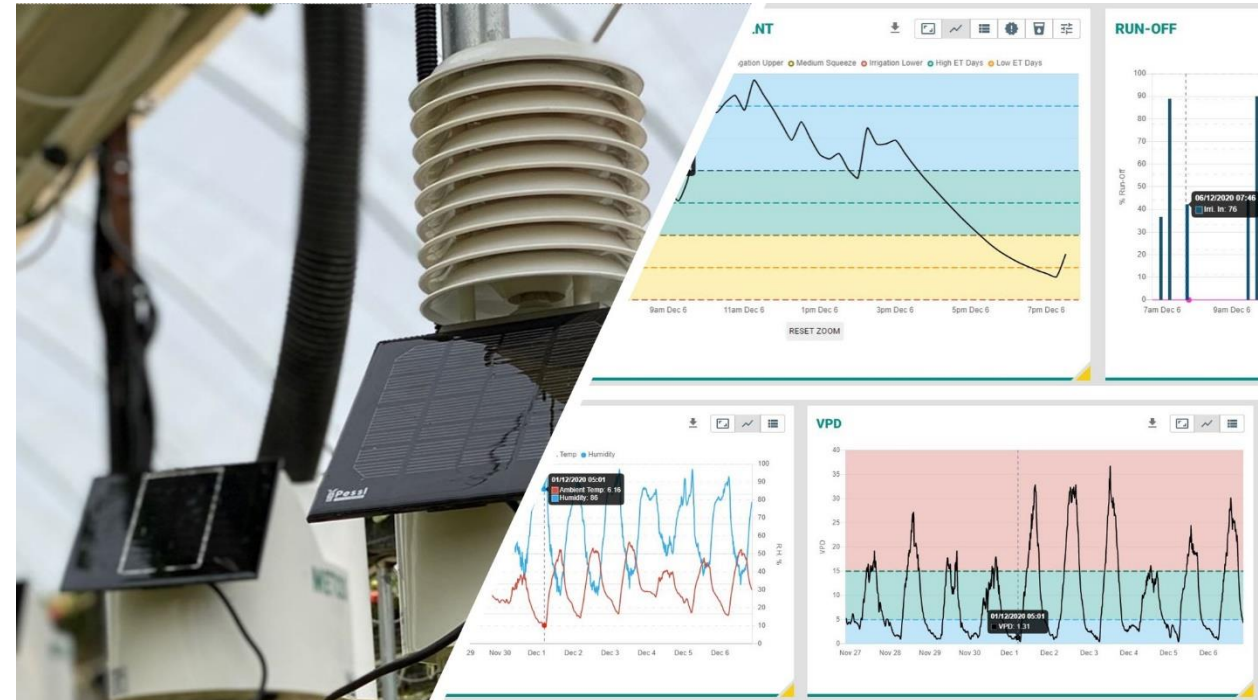 .NT
gation Upper Medium Squeeze Irrigation Lower High ET Days Low ET Days
9am Dec 6 11am Dec 6 1pm Dec 6 3pm Dec 6 5pm Dec 6 7pm Dec 6
RESET ZOOM
RUN-OFF
100
90
80
70
60
50
40
30
20
10
0
% Run-Off
06/12/2020 07:46
Irri. In: 76
7am Dec 6 9am Dec 6
Pessl
METOS
Temp Humidity
01/12/2020 05:01
Ambient Temp: 6.16
Humidity: 86
100
90
80
70
60
50
40
30
20
10
0
R.H. %
29 Nov 30 Dec 1 Dec 2 Dec 3 Dec 4 Dec 5 Dec 6
VPD
40
35
30
25
20
15
10
5
0
VPD
01/12/2020 05:01
VPD: 1.31
Nov 27 Nov 28 Nov 29 Nov 30 Dec 1 Dec 2 Dec 3 Dec 4 Dec 5 Dec 6